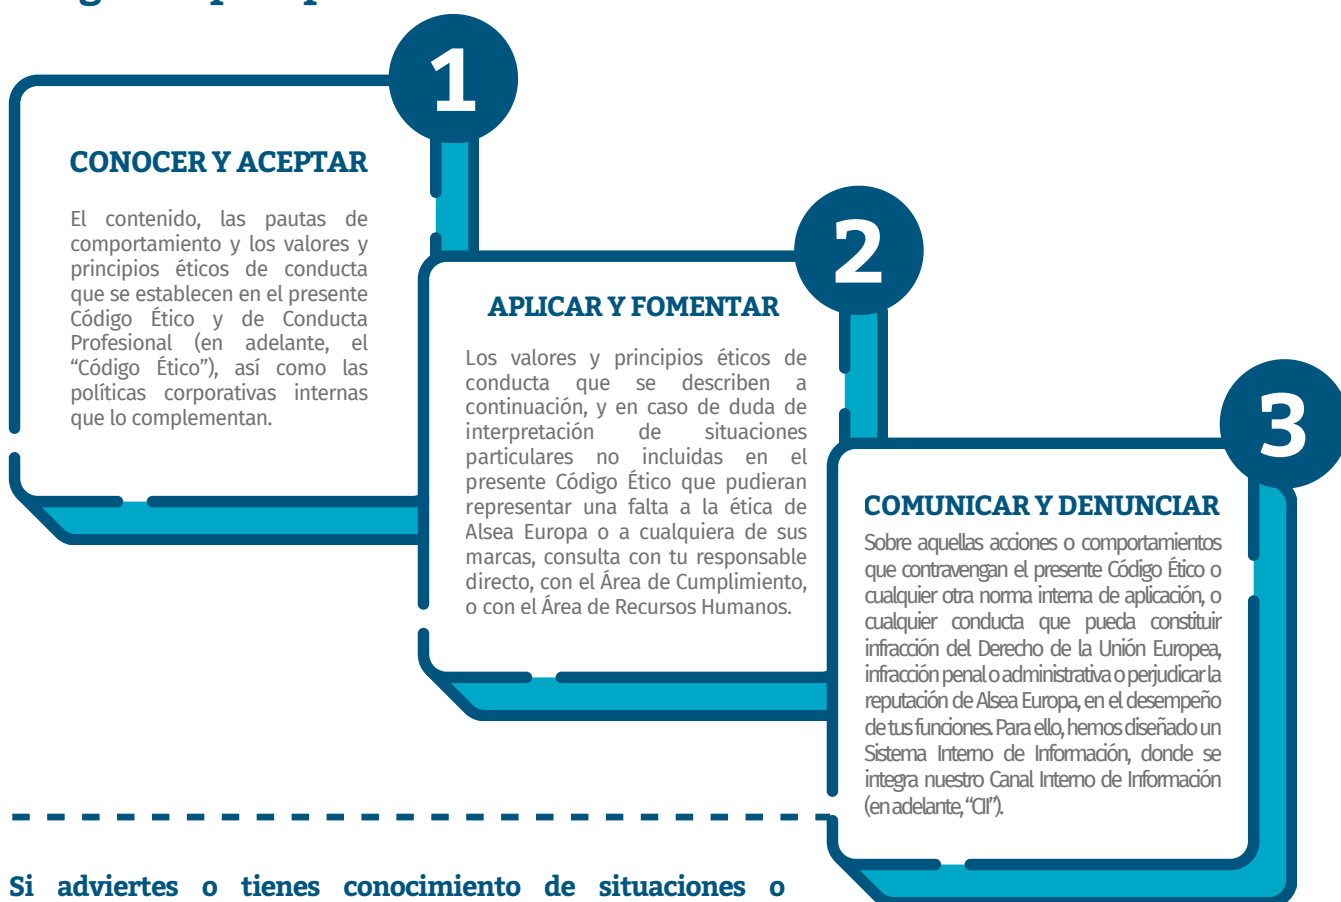 1
CONOCER Y ACEPTAR
El contenido, las pautas de
comportamiento y los valores y
principios éticos de conducta
que se establecen en el presente
Código Ético y de Conducta
Profesional (en adelante, el
“Código Ético”), así como las
políticas corporativas internas
que lo complementan.
2
APLICAR Y FOMENTAR
Los valores y principios éticos de
conducta que se describen a
continuación, y en caso de duda de
interpretación de situaciones
particulares no incluidas en el
presente Código Ético que pudieran
representar una falta a la ética de
Alsea Europa o a cualquiera de sus
marcas, consulta con tu responsable
directo, con el Área de Cumplimiento,
o con el Área de Recursos Humanos.
3
COMUNICAR Y DENUNCIAR
Sobre aquellas acciones o comportamientos
que contravengan el presente Código Ético o
cualquier otra norma interna de aplicación, o
cualquier conducta que pueda constituir
infracción del Derecho de la Unión Europea,
infracción penal o administrativa o perjudicar la
reputación de Alsea Europa, en el desempeño
de tus funciones. Para ello, hemos diseñado un
Sistema Interno de Información, donde se
integra nuestro Canal Interno de Información
(en adelante, “CII”).
Si adviertes o tienes conocimiento de situaciones o